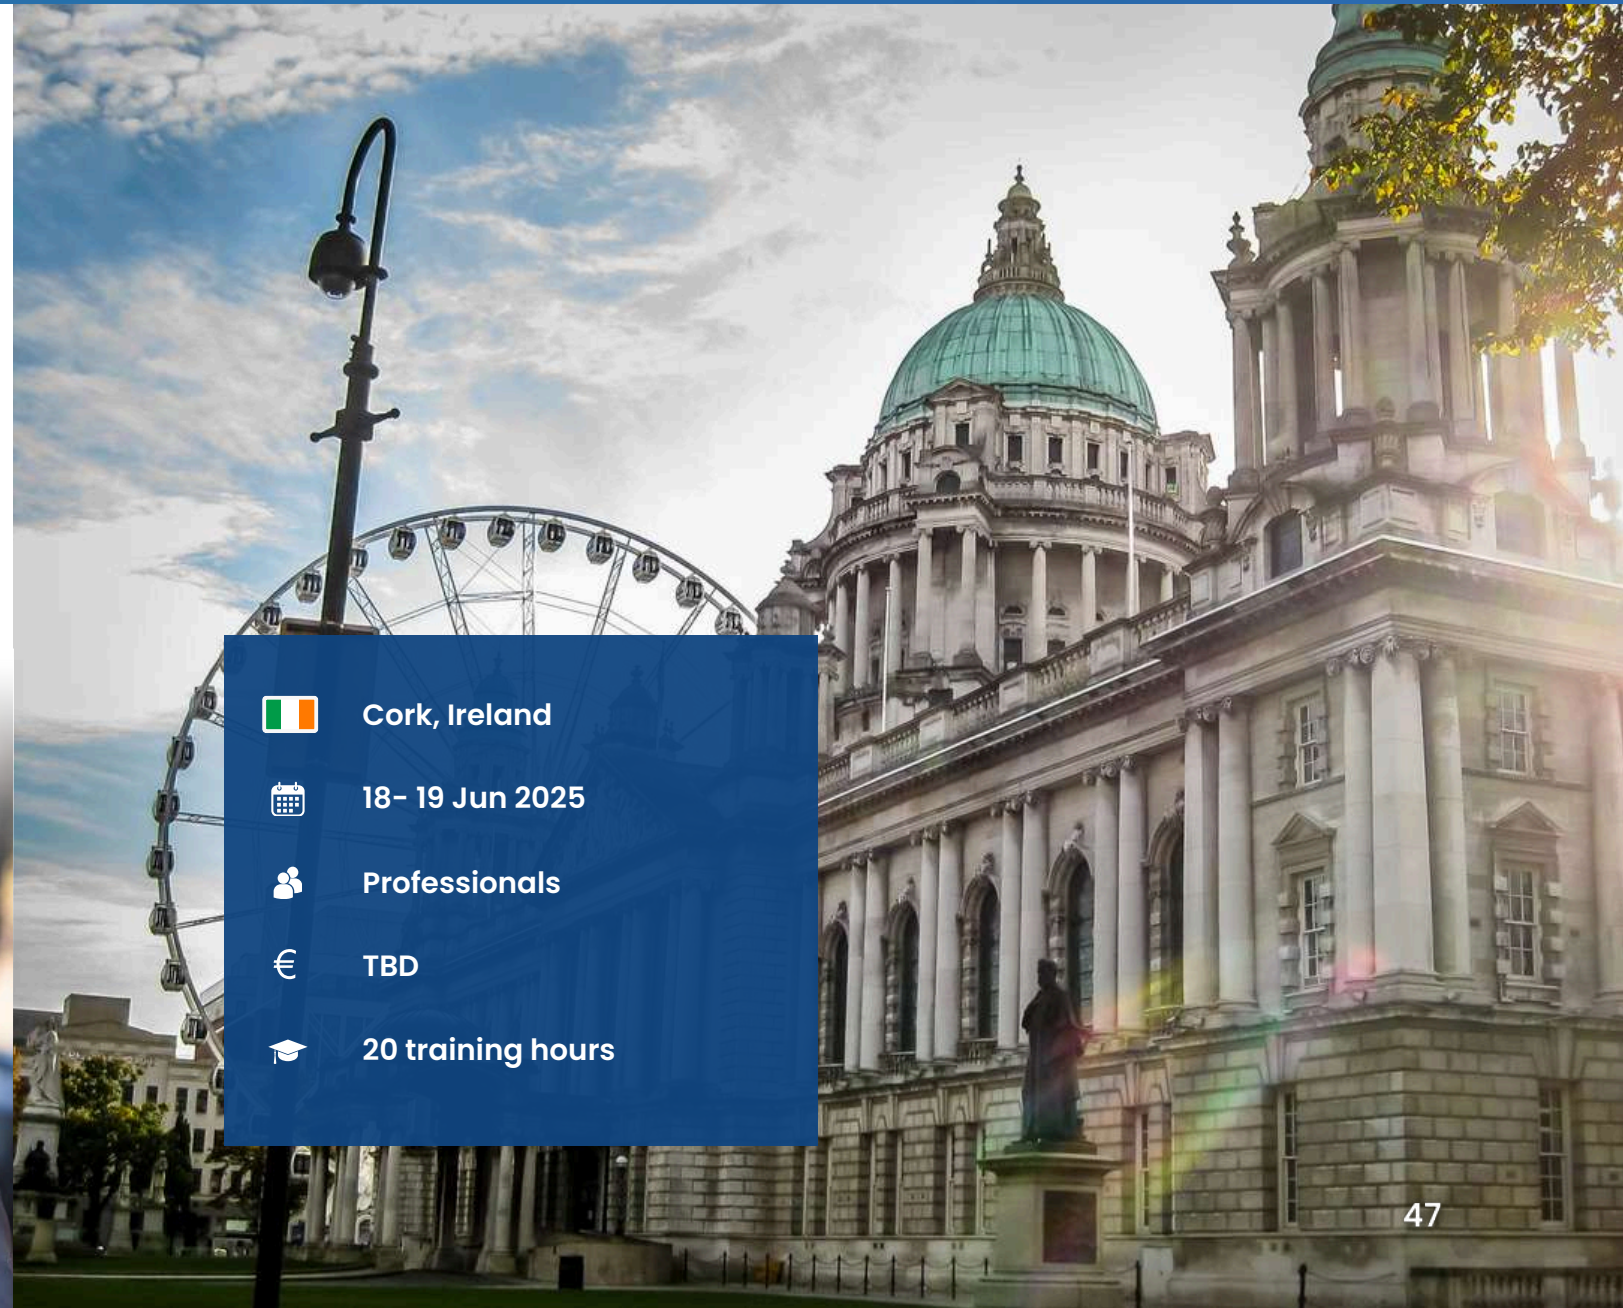 Cork, Ireland
18- 19 Jun 2025
Professionals
€ TBD
20 training hours
47